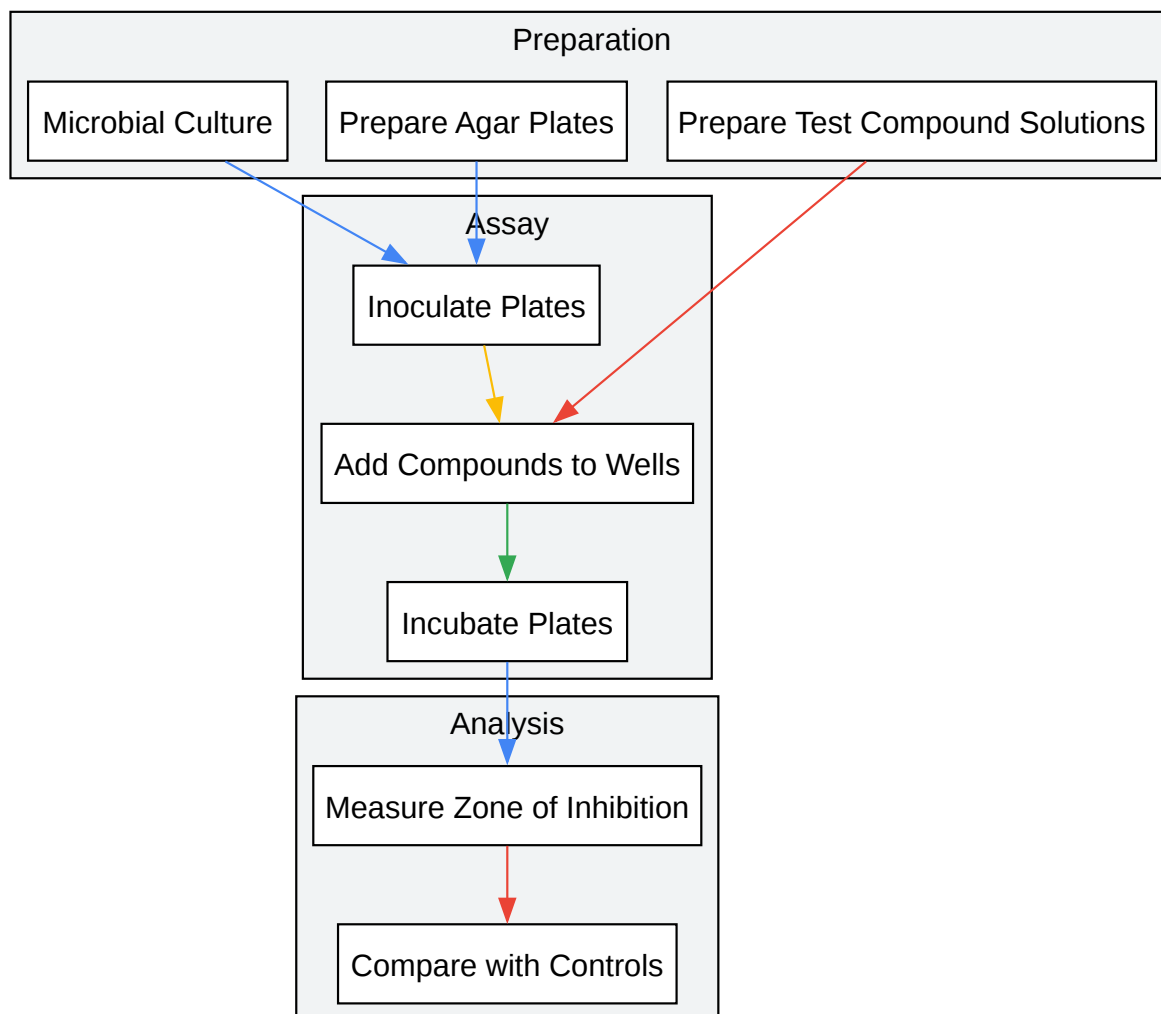 Preparation
Microbial Culture
Prepare Agar Plates
Prepare Test Compound Solutions
Assay
Inoculate Plates
Add Compounds to Wells
Incubate Plates
Analysis
Measure Zone of Inhibition
Compare with Controls